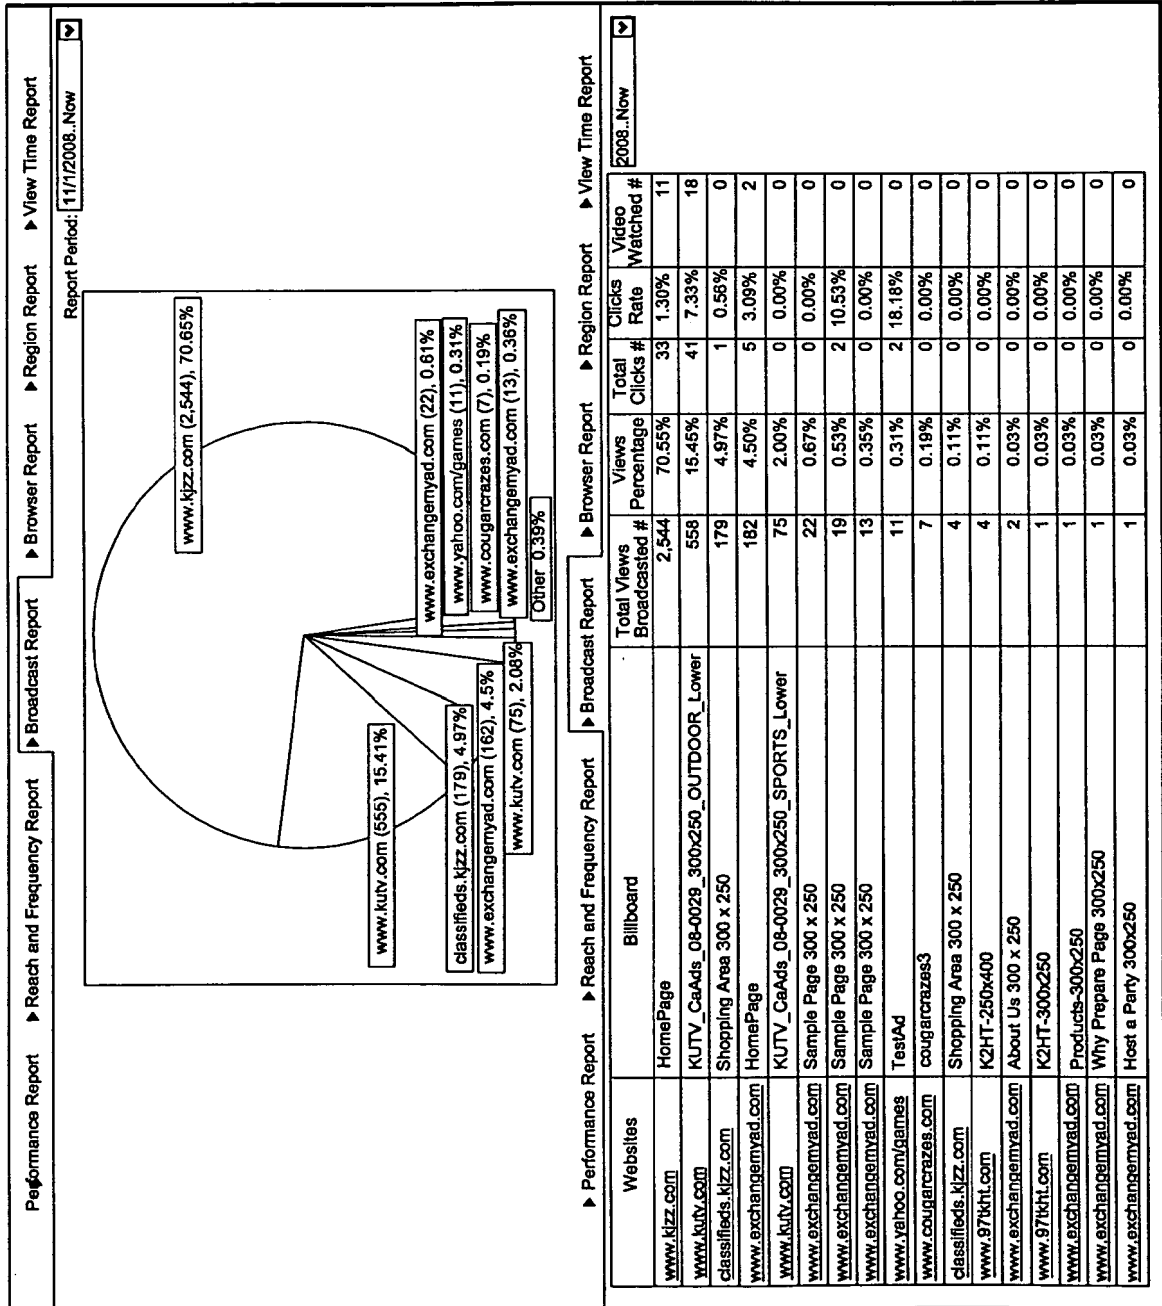 Performance Report ▶Reach and Frequency Report ▶Broadcast Report ▶Browser Report ▶Region Report ▶View Time Report
Report Period: 11/1/2008..Now
www.kjzz.com (2,544), 70.65%
www.kutv.com (555), 15.41%
classifieds.kjzz.com (179), 4.97%
www.exchangemyad.com (162), 4.5%
www.kutv.com (75), 2.08%
www.exchangemyad.com (22), 0.61%
www.yahoo.com/games (11), 0.31%
www.cougarcrazes.com (7), 0.19%
www.exchangemyad.com (13), 0.36%
Other 0.39%
▶Performance Report ▶Reach and Frequency Report ▶Broadcast Report ▶Browser Report ▶Region Report ▶View Time Report
2008..Now
Websites Billboard Total Views Broadcasted # Views Percentage Total Clicks # Clicks Rate Video Watched #
www.kjzz.com HomePage 2,544 70.55% 33 1.30% 11
www.kutv.com KUTV_CaAds_08-0029_300x250_OUTDOOR_Lower 558 15.45% 41 7.33% 18
classifieds.kjzz.com Shopping Area 300 x 250 179 4.97% 1 0.58% 0
www.exchangemyad.com HomePage 182 4.50% 5 3.09% 2
www.kutv.com KUTV_CaAds_08-0029_300x250_SPORTS_Lower 75 2.00% 0 0.00% 0
www.exchangemyad.com Sample Page 300 x 250 22 0.67% 0 0.00% 0
www.exchangemyad.com Sample Page 300 x 250 19 0.53% 2 10.53% 0
www.exchangemyad.com Sample Page 300 x 250 13 0.35% 0 0.00% 0
www.yahoo.com/games TestAd 11 0.31% 2 18.18% 0
www.cougarcrazes.com cougarcrazes3 7 0.19% 0 0.00% 0
classifieds.kjzz.com Shopping Area 300 x 250 4 0.11% 0 0.00% 0
www.97tkht.com K2HT-250x400 4 0.11% 0 0.00% 0
www.exchangemyad.com About Us 300 x 250 2 0.03% 0 0.00% 0
www.97tkht.com K2HT-300x250 1 0.03% 0 0.00% 0
www.exchangemyad.com Products-300x250 1 0.03% 0 0.00% 0
www.exchangemyad.com Why Prepare Page 300x250 1 0.03% 0 0.00% 0
www.exchangemyad.com Host a Party 300x250 1 0.03% 0 0.00% 0